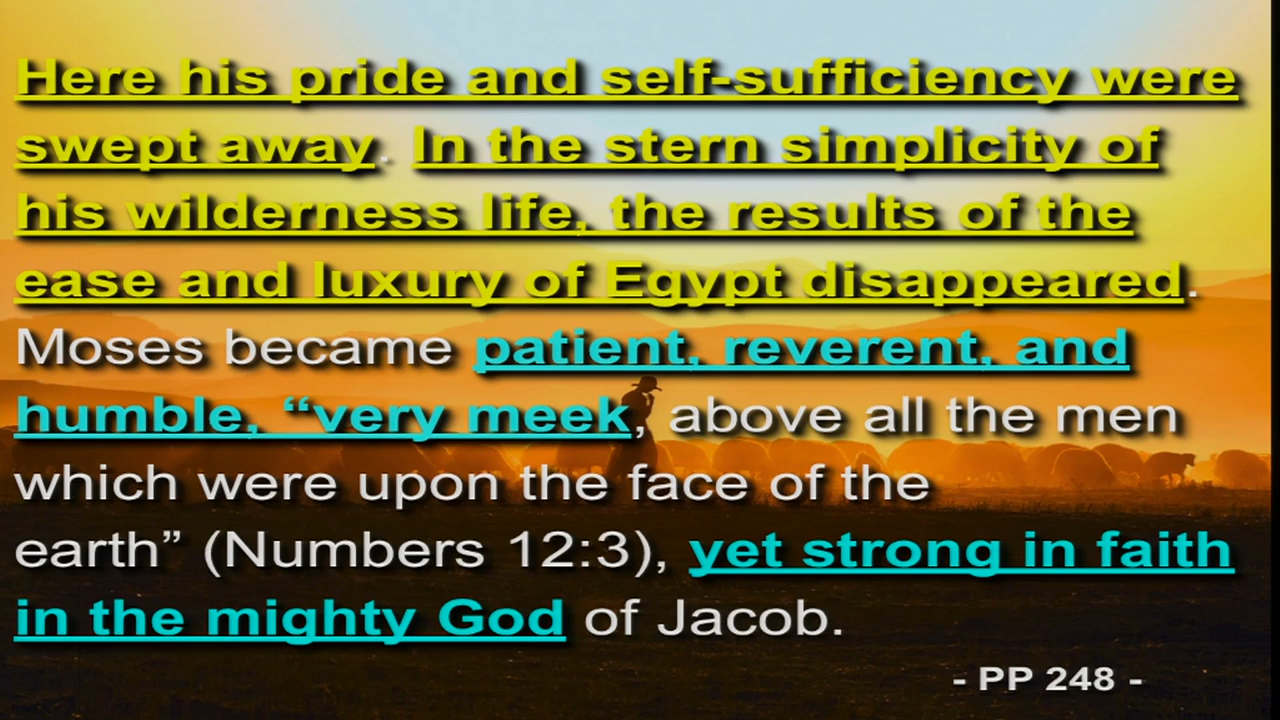 Here his pride and self-sufficiency were
swept away. In the stern simplicity of
his wilderness life, the results of the
ease and luxury of Egypt disappeared.
Moses became patient, reverent, and
humble, “very meek, above all the men
which were upon the face of the
earth” (Numbers 12:3), yet strong in faith
in the mighty God of Jacob.
- PP 248 -